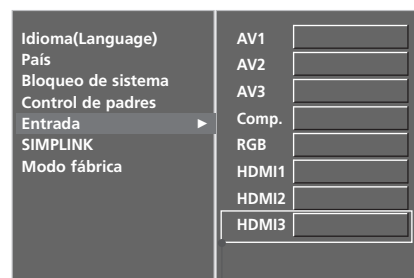 Idioma(Language)
País
Bloqueo de sistema
Control de padres
Entrada ►
SIMPLINK
Modo fábrica
AV1
AV2
AV3
Comp.
RGB
HDMI1
HDMI2
HDMI3